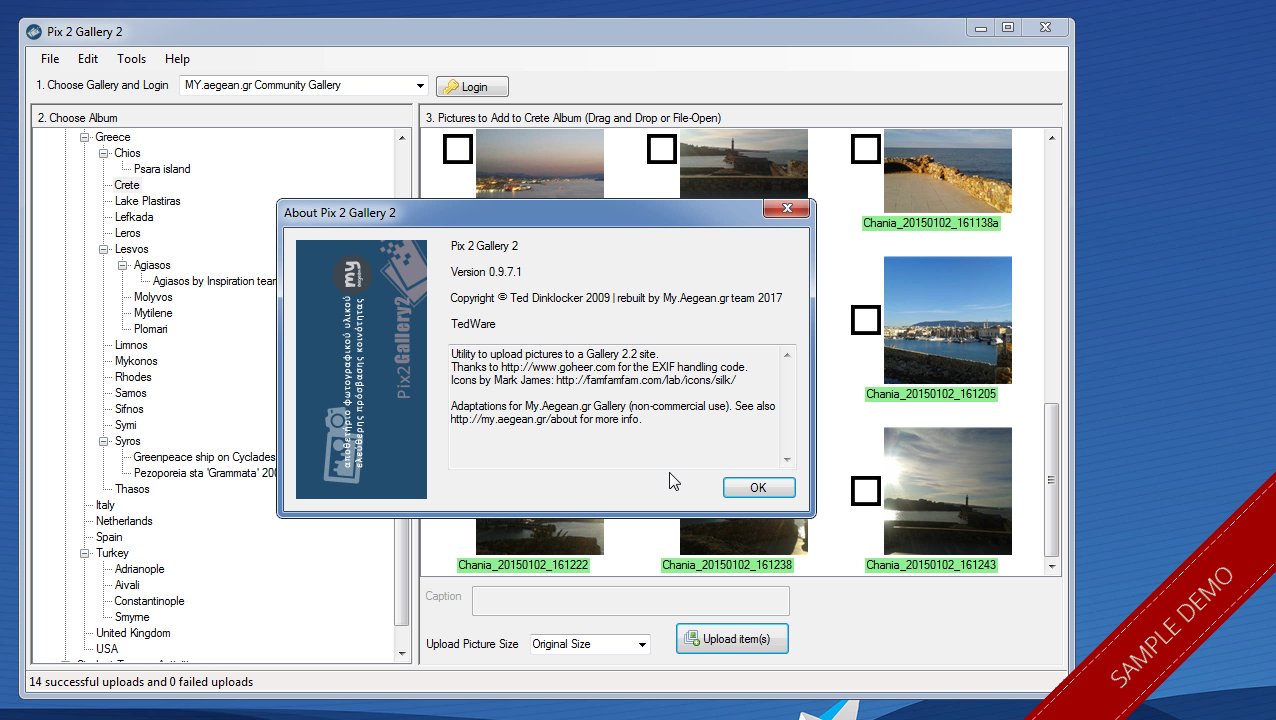 Pix 2 Gallery 2
File Edit Tools Help
1. Choose Gallery and Login MY.aegean.gr Community Gallery Login
2. Choose Album
Greece
Chios
Psara island
Crete
Lake Plastiras
Lefkada
Leros
Lesvos
Agiasos
Agiasos by Inspiration tean
Molyvos
Mytilene
Plomari
Limnos
Mykonos
Rhodes
Samos
Sifnos
Symi
Syros
Greenpeace ship on Cyclades
Pezoporeia sta 'Grammata' 200
Thasos
Italy
Netherlands
Spain
Turkey
Adrianople
Aivali
Constantinople
Smyrne
United Kingdom
USA
3. Pictures to Add to Crete Album (Drag and Drop or File-Open)
Chania_20150102_161138a
Chania_20150102_161205
Chania_20150102_161222
Chania_20150102_161238
Chania_20150102_161243
About Pix 2 Gallery 2
my
αποθετήριο φωτογραφικού υλικού
ελεύθερης πρόσβασης κοινότητας
Pix2Gallery2
Pix 2 Gallery 2
Version 0.9.7.1
Copyright © Ted Dinklocker 2009 | rebuilt by My.Aegean.gr team 2017
TedWare
Utility to upload pictures to a Gallery 2.2 site.
Thanks to http://www.goheer.com for the EXIF handling code.
Icons by Mark James: http://famfamfam.com/lab/icons/silk/
Adaptations for My.Aegean.gr Gallery (non-commercial use). See also
http://my.aegean.gr/about for more info.
OK
Caption
Upload Picture Size Original Size Upload item(s)
14 successful uploads and 0 failed uploads
SAMPLE DEMO